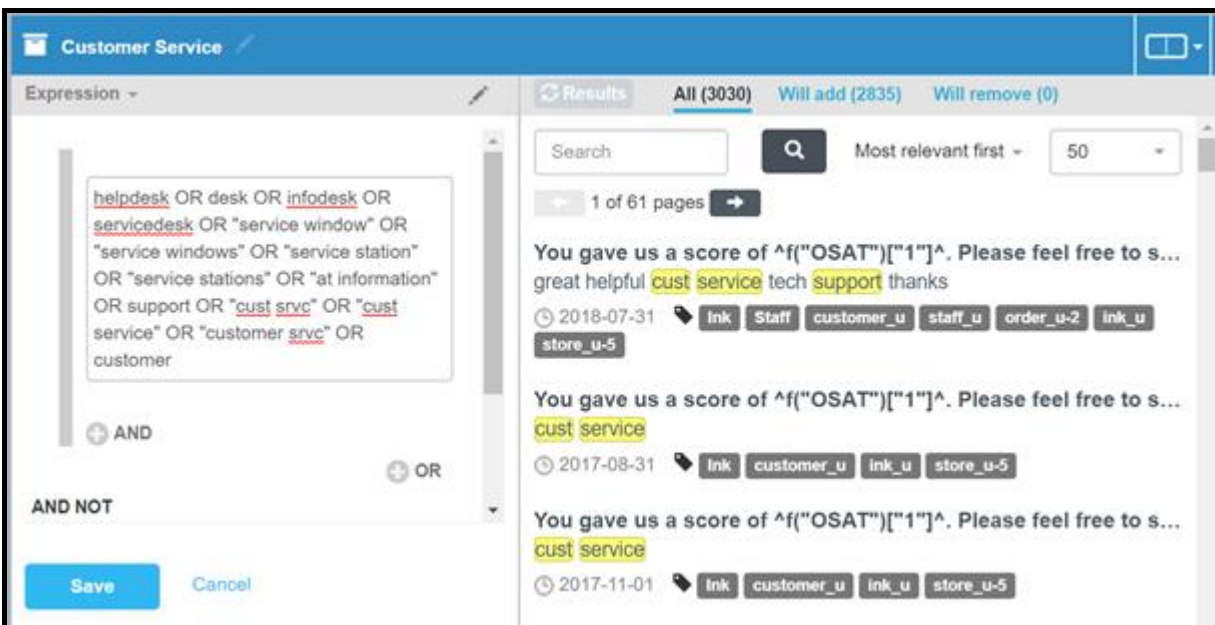 Customer Service
Expression
helpdesk OR desk OR infodesk OR
servicedesk OR "service window" OR
"service windows" OR "service station"
OR "service stations" OR "at information"
OR support OR "cust srvc" OR "cust
service" OR "customer srvc" OR
customer
AND
OR
AND NOT
Save Cancel
Results All (3030) Will add (2835) Will remove (0)
Search Most relevant first 50
1 of 61 pages
You gave us a score of ^f("OSAT")["1"]^. Please feel free to s...
great helpful cust service tech support thanks
2018-07-31 Ink Staff customer_u staff_u order_u-2 ink_u
store_u-5
You gave us a score of ^f("OSAT")["1"]^. Please feel free to s...
cust service
2017-08-31 Ink customer_u ink_u store_u-5
You gave us a score of ^f("OSAT")["1"]^. Please feel free to s...
cust service
2017-11-01 Ink customer_u ink_u store_u-5